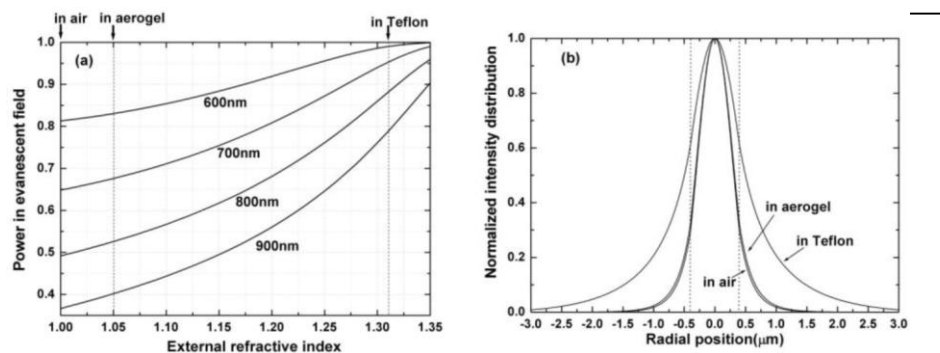 in air in aerogel in Teflon
(a)
1.0
0.9
0.8
0.7
0.6
0.5
0.4
600nm
700nm
800nm
900nm
Power in evanescent field
1.00 1.05 1.10 1.15 1.20 1.25 1.30 1.35
External refractive index
(b)
1.0
0.8
0.6
0.4
0.2
0.0
in aerogel
in Teflon
in air
Normalized intensity distribution
-3.0 -2.5 -2.0 -1.5 -1.0 -0.5 0.0 0.5 1.0 1.5 2.0 2.5 3.0
Radial position(μm)